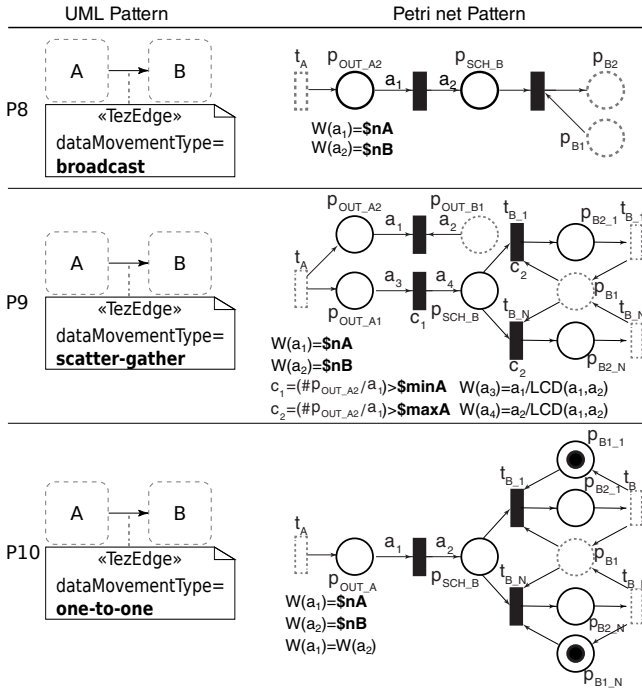 UML Pattern
Petri net Pattern
P8
A
B
«TezEdge»
dataMovementType=
broadcast
t_A
p_OUT_A2
a_1
a_2
p_SCH_B
p_B2
p_B1
W(a_1)=$nA
W(a_2)=$nB
P9
A
B
«TezEdge»
dataMovementType=
scatter-gather
p_OUT_A2
a_1
a_2
p_OUT_B1
t_B_1
p_B2_1
t_B_1
t_A
c_2
a_3
a_4
p_B1
p_OUT_A1
c_1
p_SCH_B
t_B_N
t_B_N
c_2
p_B2_N
W(a_1)=$nA
W(a_2)=$nB
c_1=(#p_OUT_A2/a_1)>$minA W(a_3)=a_1/LCD(a_1,a_2)
c_2=(#p_OUT_A2/a_1)>$maxA W(a_4)=a_2/LCD(a_1,a_2)
P10
A
B
«TezEdge»
dataMovementType=
one-to-one
p_B1_1
t_B_1
p_B2_1
t_B_
t_A
a_1
a_2
p_B1
p_OUT_A
p_SCH_B
t_B_N
p_B2_N
p_B1_N
W(a_1)=$nA
W(a_2)=$nB
W(a_1)=W(a_2)